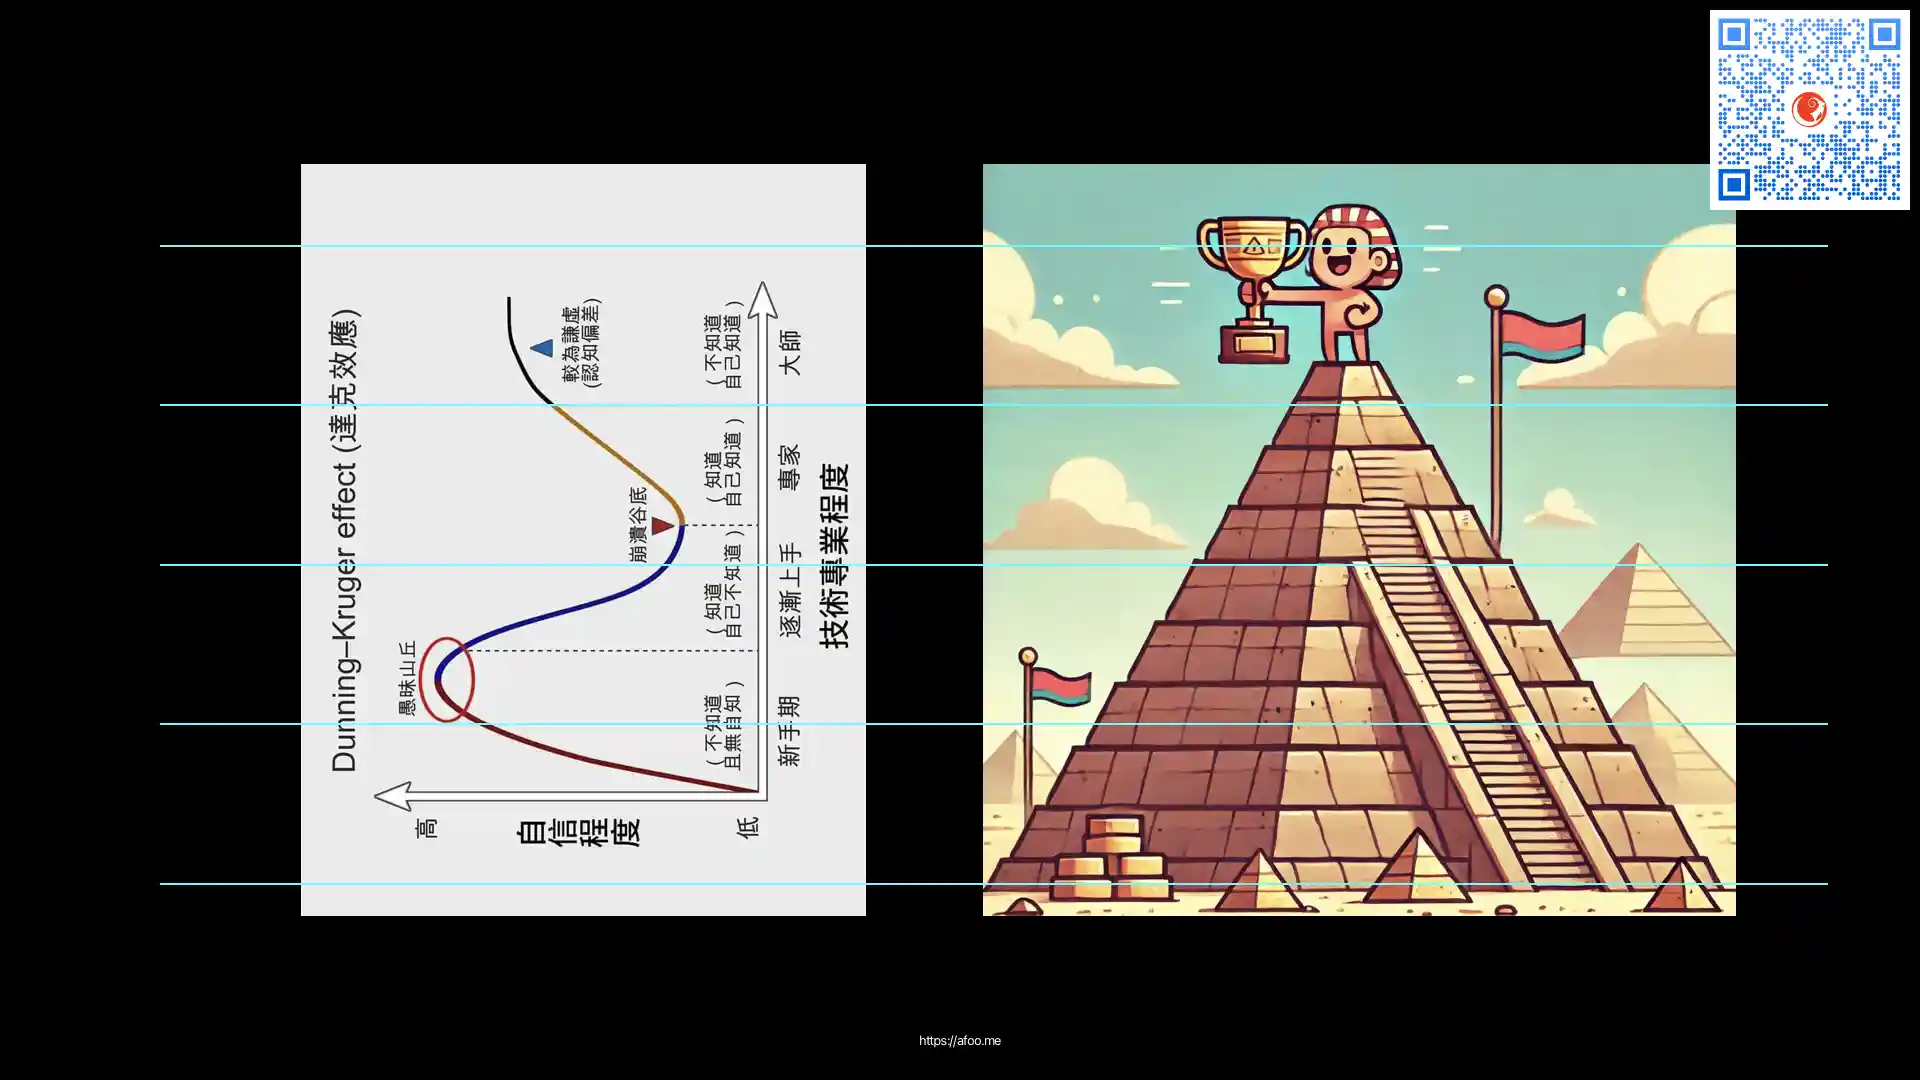 Dunning–Kruger effect (達克效應)
愚昧山丘
崩潰谷底
較為謙虛
(認知偏差)
高
自信程度
低
( 不知道
且無自知 )
( 知道
自己不知道 )
( 知道
自己知道 )
( 不知道
自己知道 )
新手期
逐漸上手
專家
大師
技術專業程度
https://afoo.me